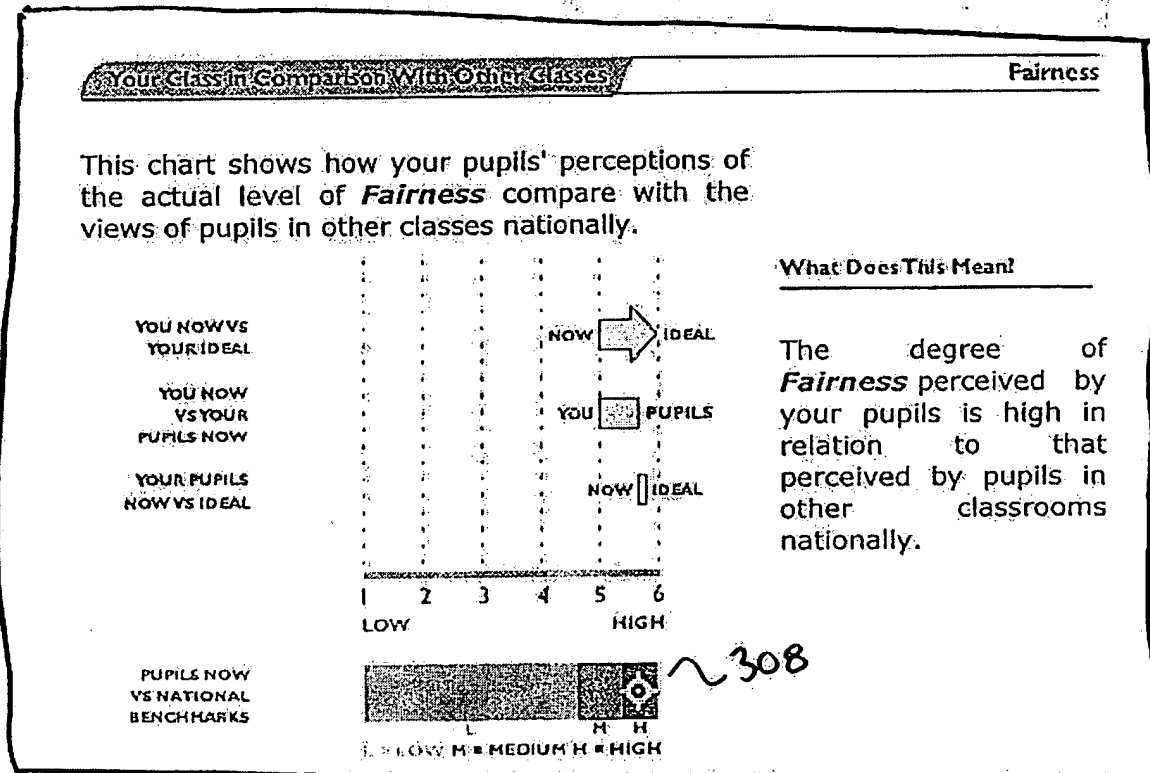 Your Class in Comparison With Other Classes
Fairness
This chart shows how your pupils' perceptions of
the actual level of Fairness compare with the
views of pupils in other classes nationally.
What Does This Mean?
The degree of
Fairness perceived by
your pupils is high in
relation to that
perceived by pupils in
other classrooms
nationally.
YOU NOW VS
YOUR IDEAL
NOW IDEAL
YOU NOW
VS YOUR
PUPILS NOW
YOU PUPILS
YOUR PUPILS
NOW VS IDEAL
NOW IDEAL
1 2 3 4 5 6
LOW HIGH
PUPILS NOW
VS NATIONAL
BENCHMARKS
308
L M H
L = LOW M = MEDIUM H = HIGH